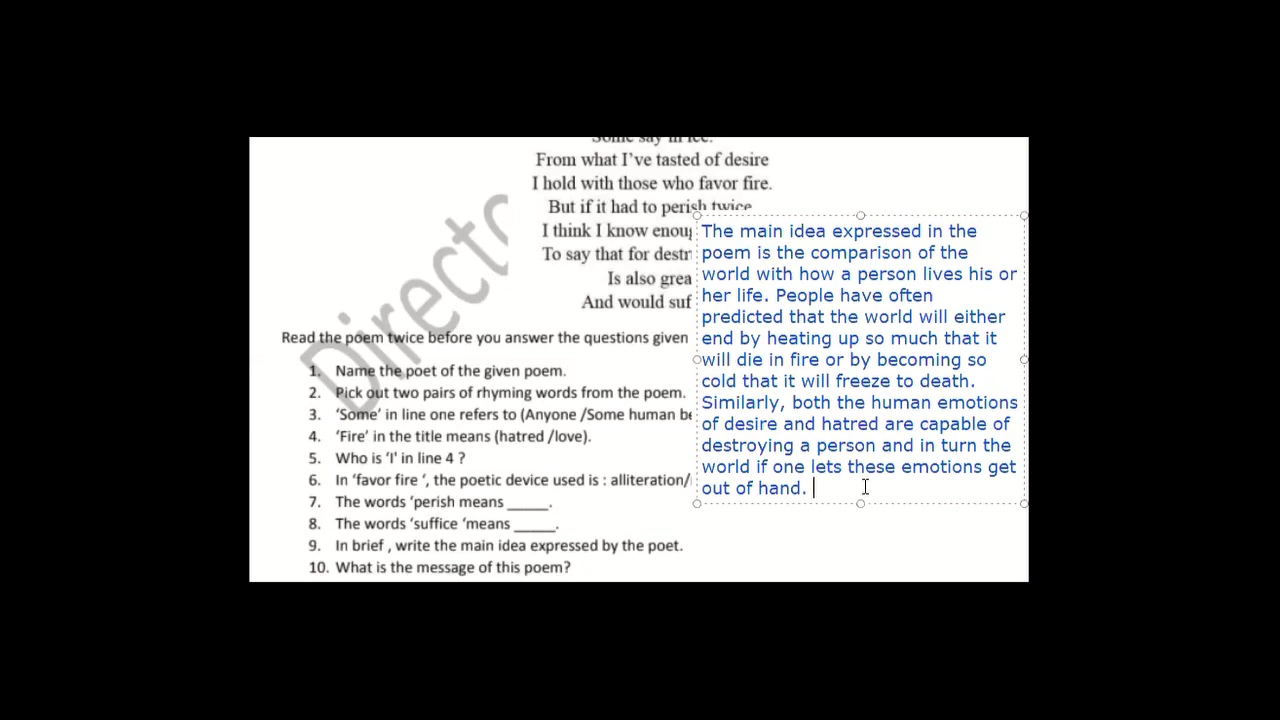 Some say in ice.
From what I've tasted of desire
I hold with those who favor fire.
But if it had to perish twice
I think I know enoug
To say that for destr
Is also grea
And would suf
Direct
Read the poem twice before you answer the questions given
1. Name the poet of the given poem.
2. Pick out two pairs of rhyming words from the poem.
3. ‘Some’ in line one refers to (Anyone /Some human be
4. ‘Fire’ in the title means (hatred /love).
5. Who is ‘I’ in line 4 ?
6. In ‘favor fire ‘, the poetic device used is : alliteration/
7. The words ‘perish means _____.
8. The words ‘suffice ‘means _____.
9. In brief , write the main idea expressed by the poet.
10. What is the message of this poem?
The main idea expressed in the
poem is the comparison of the
world with how a person lives his or
her life. People have often
predicted that the world will either
end by heating up so much that it
will die in fire or by becoming so
cold that it will freeze to death.
Similarly, both the human emotions
of desire and hatred are capable of
destroying a person and in turn the
world if one lets these emotions get
out of hand.